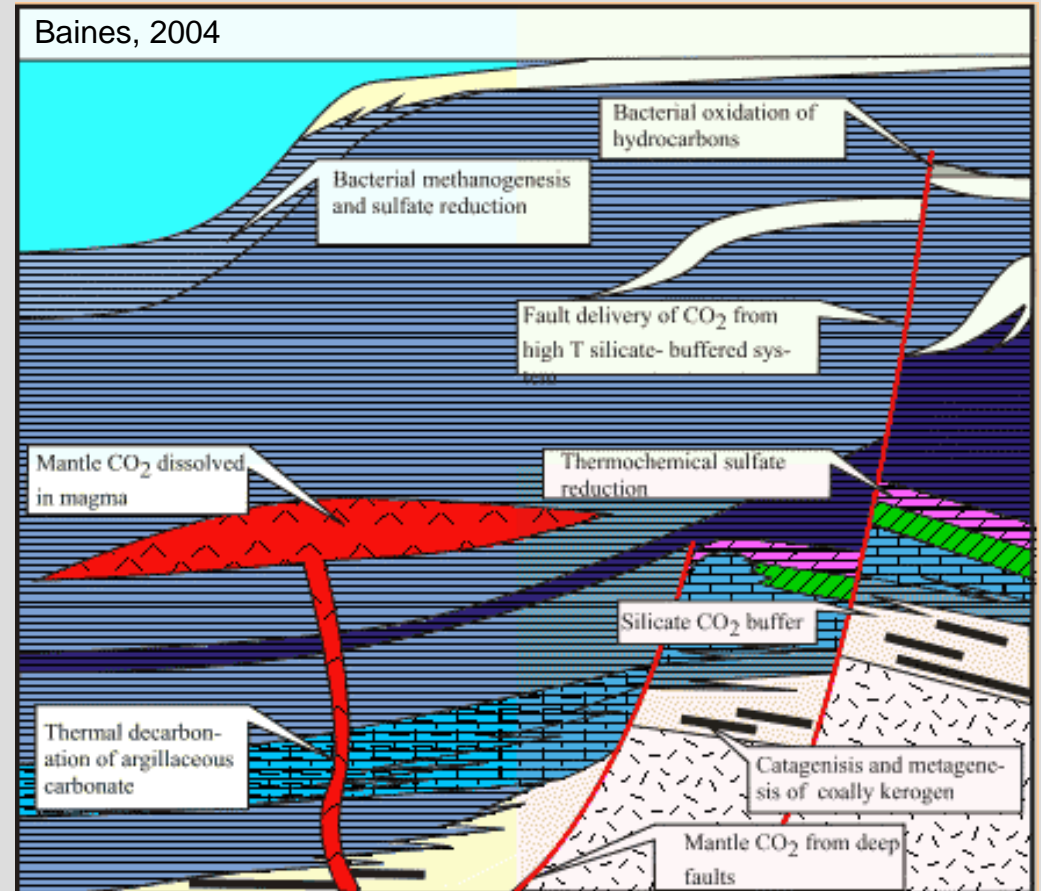 Baines, 2004
Bacterial oxidation of
hydrocarbons
Bacterial methanogenesis
and sulfate reduction
Fault delivery of CO2 from
high T silicate- buffered sys-
tem
Mantle CO2 dissolved
in magma
Thermochemical sulfate
reduction
Silicate CO2 buffer
Thermal decarbon-
ation of argillaceous
carbonate
Catagenisis and metagene-
sis of coally kerogen
Mantle CO2 from deep
faults